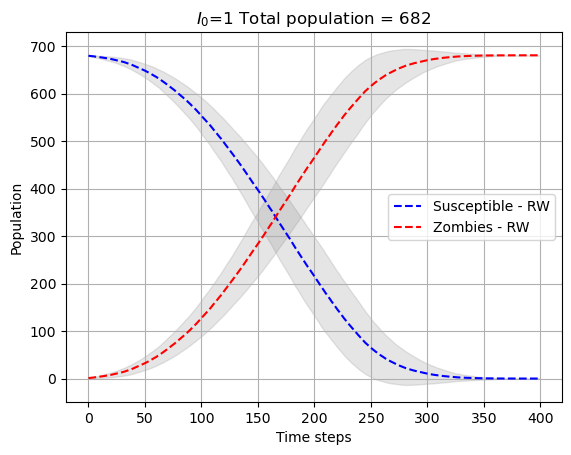 I₀=1 Total population = 682
700
600
500
400
300
200
100
0
Population
Susceptible - RW
Zombies - RW
0 50 100 150 200 250 300 350 400
Time steps